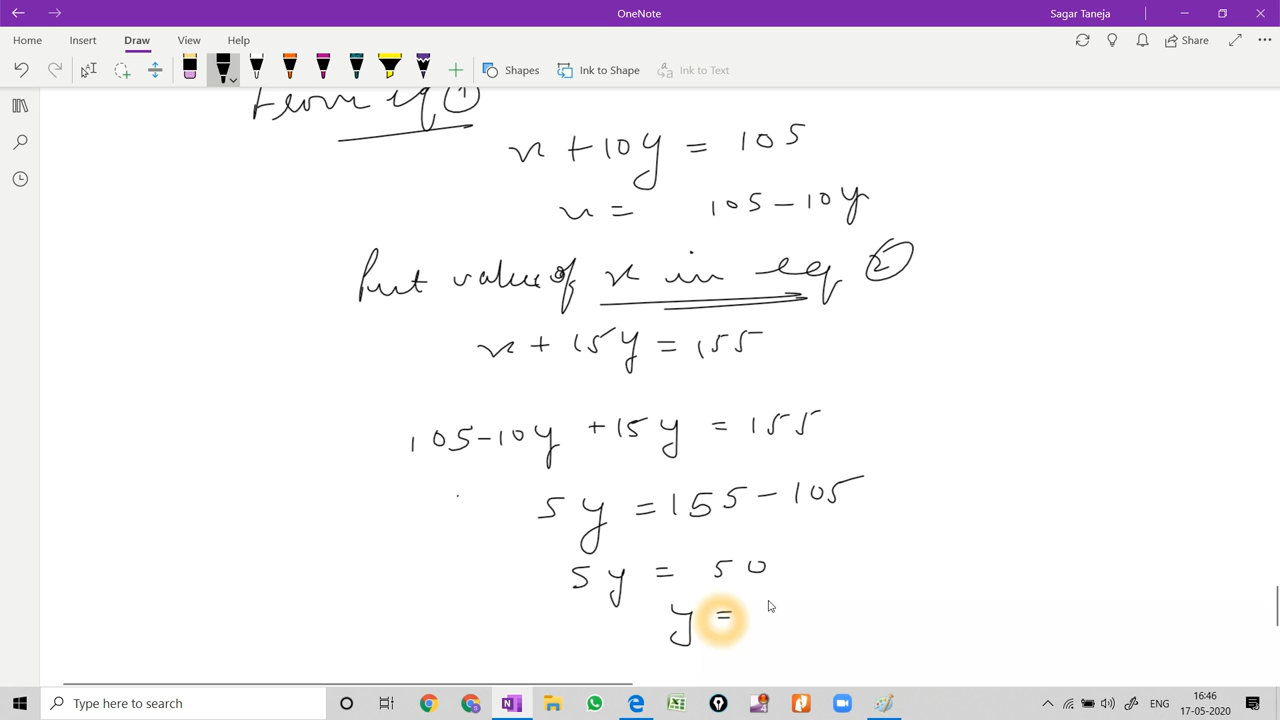 OneNote
Sagar Taneja
Home Insert Draw View Help
Share
Shapes
Ink to Shape
Ink to Text
From eq ①
x + 10y = 105
x = 105 - 10y
Put value of x in eq ②
x + 15y = 155
105 - 10y + 15y = 155
5y = 155 - 105
5y = 50
y =
Type here to search
ENG
16:46
17-05-2020